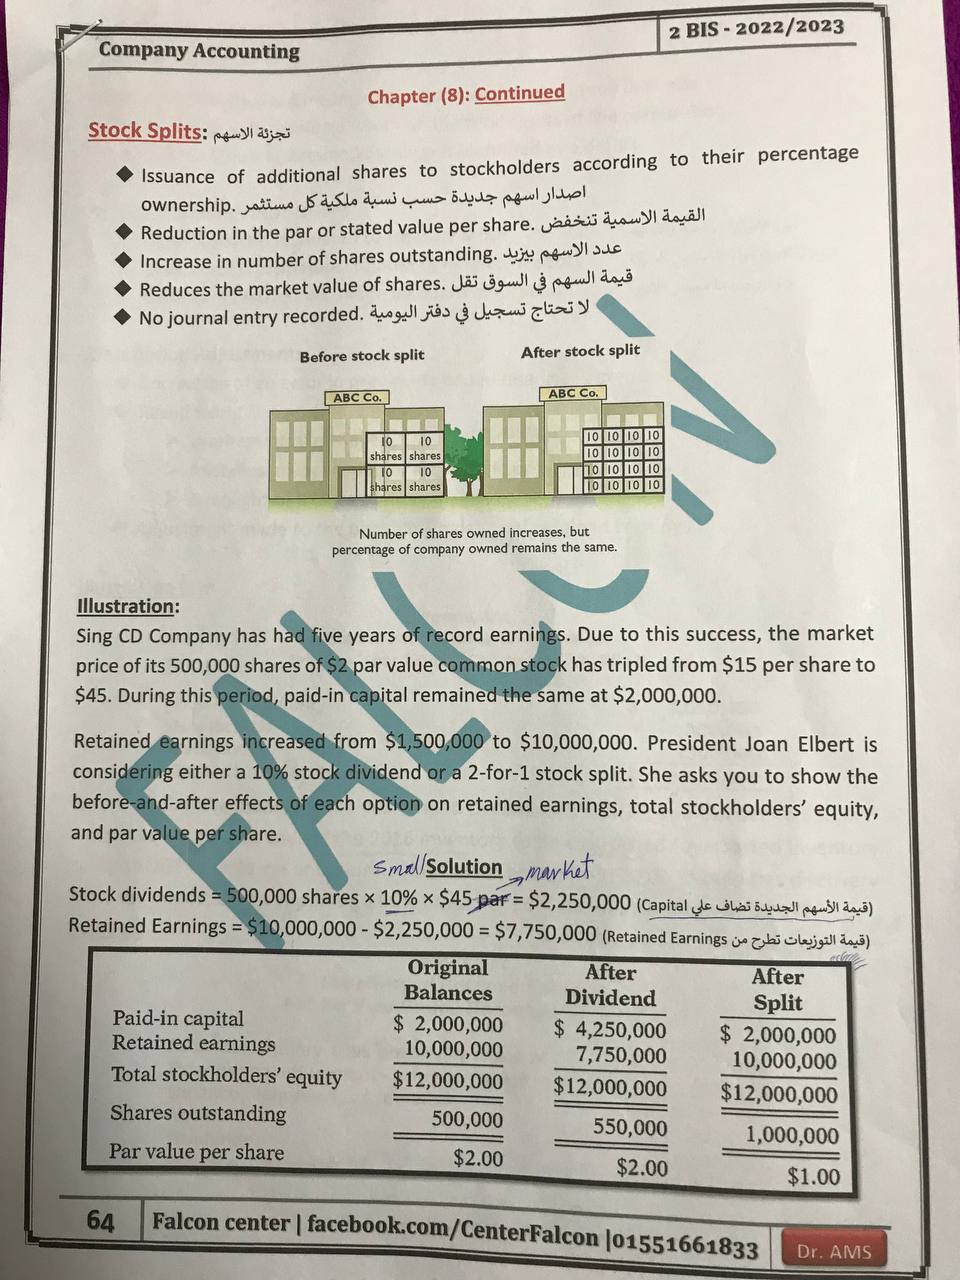 Company Accounting
2 BIS - 2022/2023
Chapter (8): Continued
Stock Splits: تجزئة الاسهم
◆ Issuance of additional shares to stockholders according to their percentage
ownership. اصدار اسهم جديدة حسب نسبة ملكية كل مستثمر
◆ Reduction in the par or stated value per share. القيمة الاسمية تنخفض
◆ Increase in number of shares outstanding. عدد الاسهم بيزيد
◆ Reduces the market value of shares. قيمة السهم في السوق تقل
◆ No journal entry recorded. لا تحتاج تسجيل في دفتر اليومية
Before stock split
After stock split
ABC Co.
10 10
shares shares
10 10
shares shares
ABC Co.
10 10 10 10
10 10 10 10
10 10 10 10
10 10 10 10
Number of shares owned increases, but
percentage of company owned remains the same.
FALCON
Illustration:
Sing CD Company has had five years of record earnings. Due to this success, the market
price of its 500,000 shares of $2 par value common stock has tripled from $15 per share to
$45. During this period, paid-in capital remained the same at $2,000,000.
Retained earnings increased from $1,500,000 to $10,000,000. President Joan Elbert is
considering either a 10% stock dividend or a 2-for-1 stock split. She asks you to show the
before-and-after effects of each option on retained earnings, total stockholders' equity,
and par value per share.
Small Solution market
Stock dividends = 500,000 shares × 10% × $45 par = $2,250,000 (قيمة الأسهم الجديدة تضاف علي Capital)
Retained Earnings = $10,000,000 - $2,250,000 = $7,750,000 (قيمة التوزيعات تطرح من Retained Earnings)
Original After After
Balances Dividend Split
Paid-in capital $ 2,000,000 $ 4,250,000 $ 2,000,000
Retained earnings 10,000,000 7,750,000 10,000,000
Total stockholders' equity $12,000,000 $12,000,000 $12,000,000
Shares outstanding 500,000 550,000 1,000,000
Par value per share $2.00 $2.00 $1.00
64 Falcon center | facebook.com/CenterFalcon |01551661833
Dr. AMS